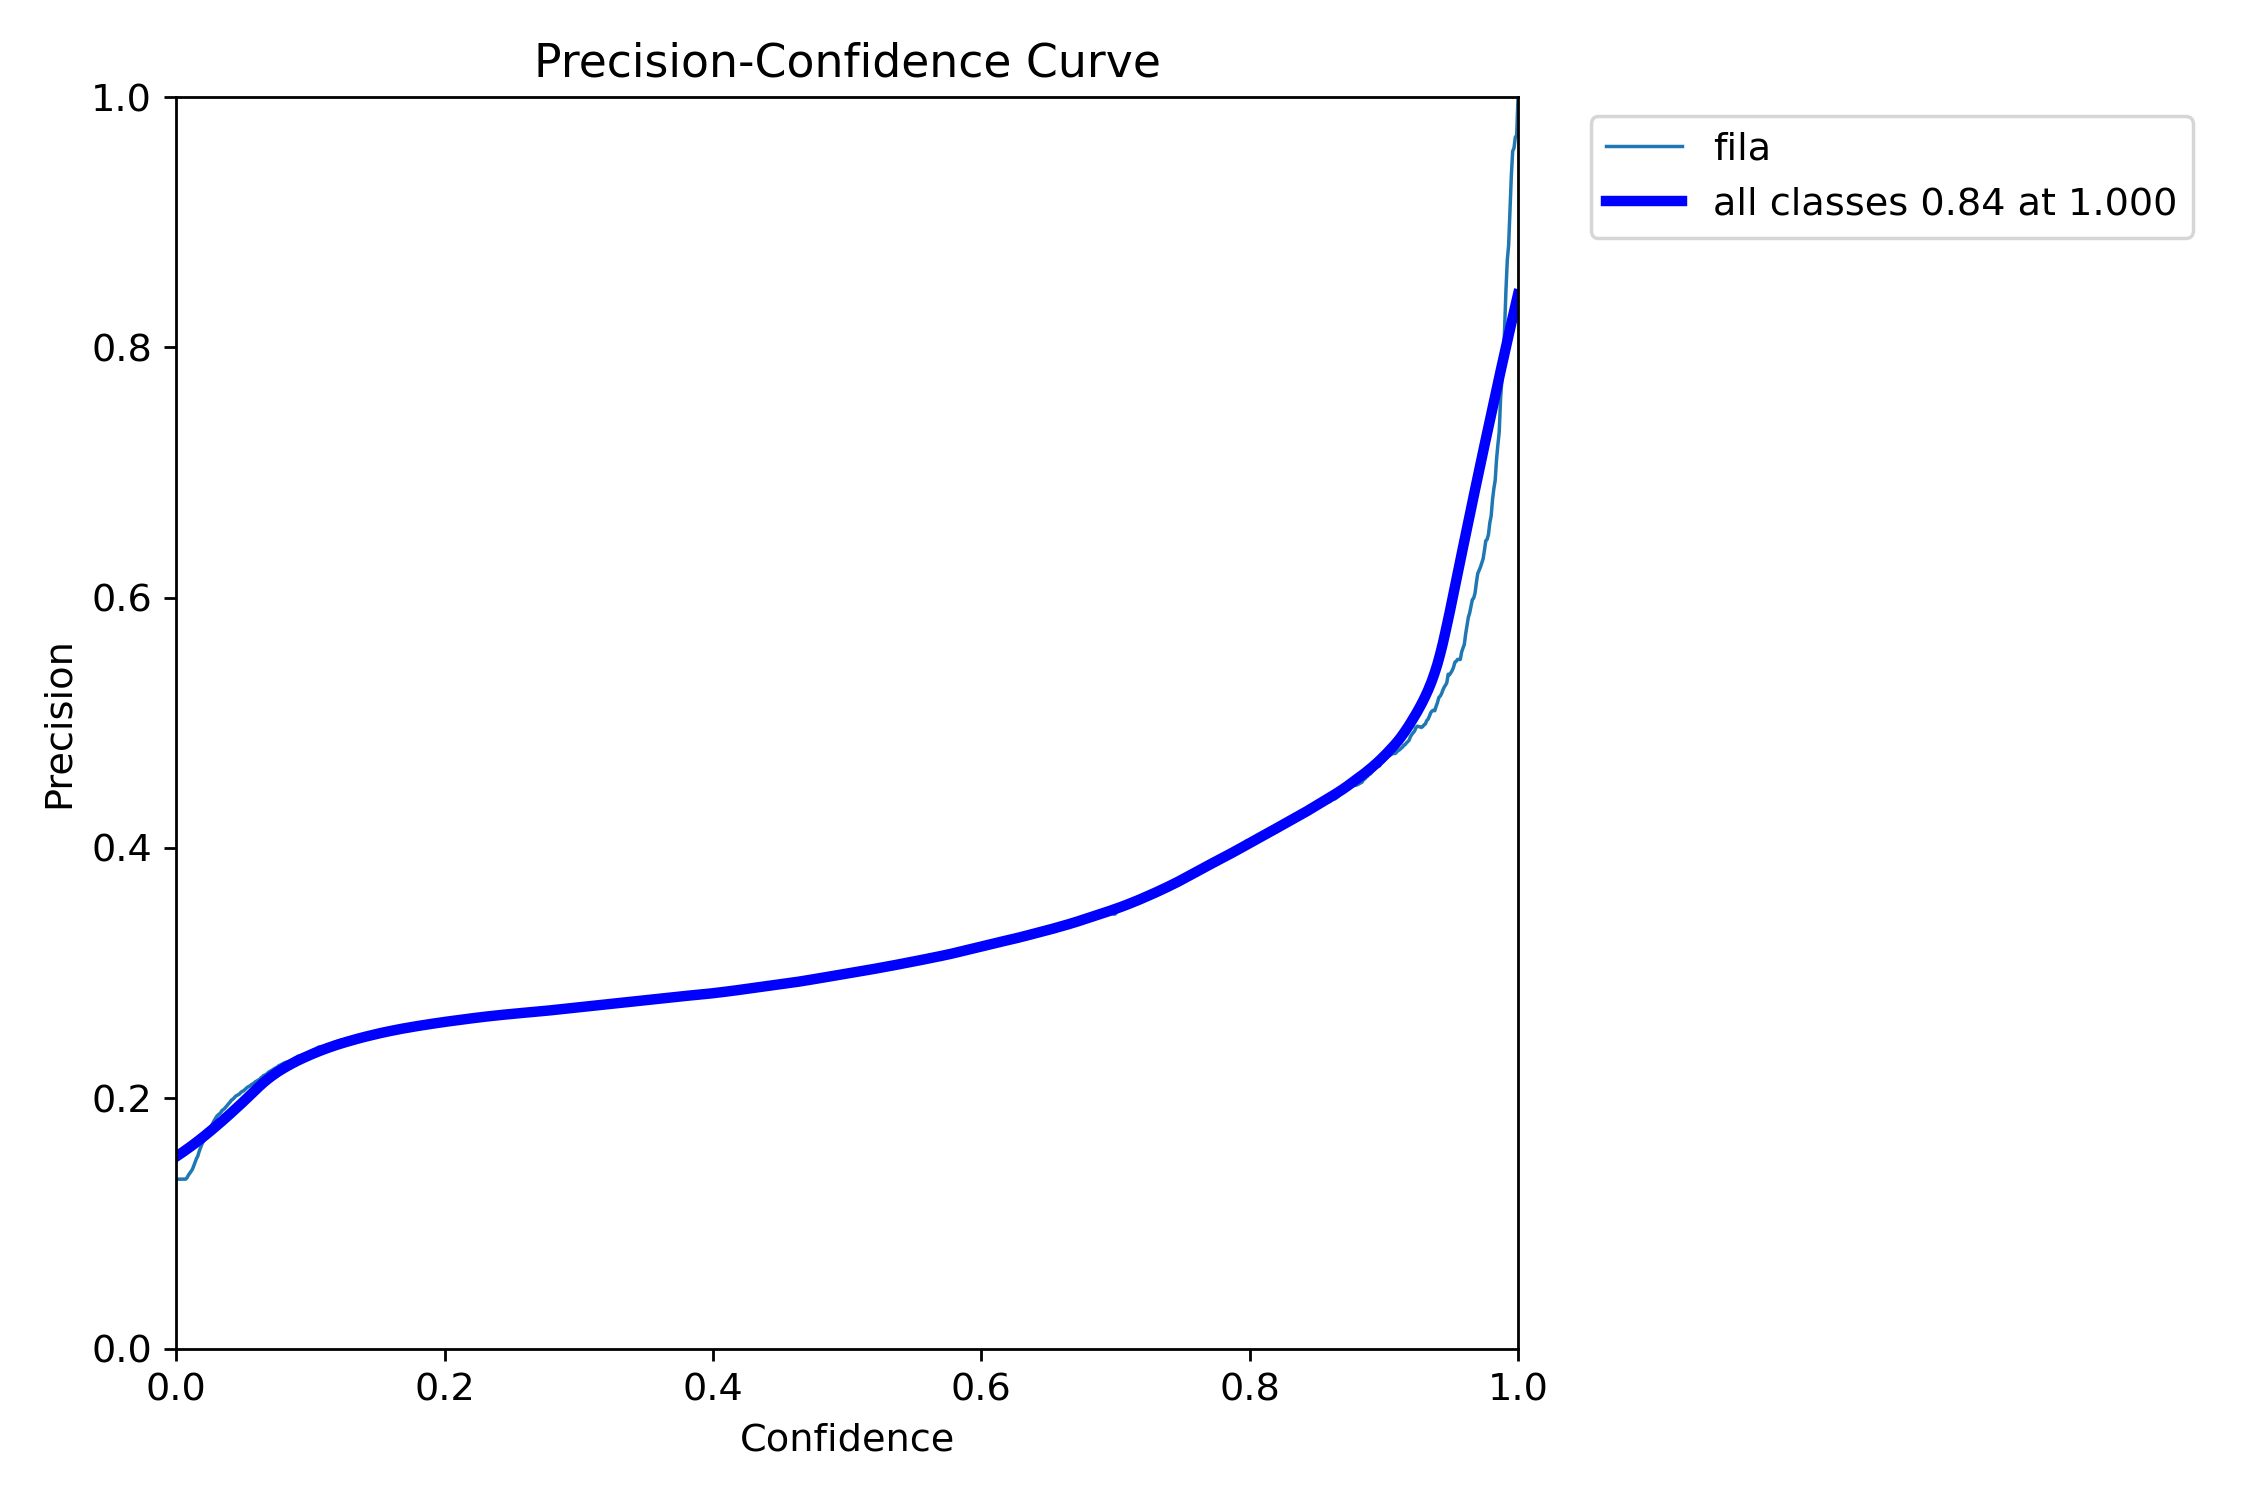 Precision-Confidence Curve
1.0
0.8
0.6
0.4
0.2
0.0
Precision
0.0 0.2 0.4 0.6 0.8 1.0
Confidence
fila
all classes 0.84 at 1.000